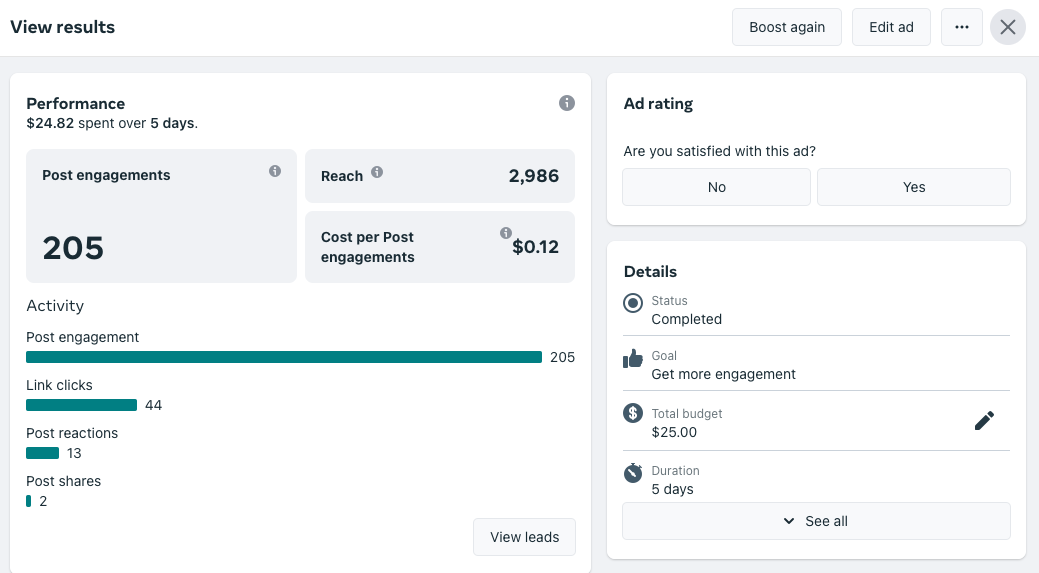 View results
Boost again
Edit ad
Performance
$24.82 spent over 5 days.
Post engagements
205
Reach
2,986
Cost per Post
engagements
$0.12
Activity
Post engagement
205
Link clicks
44
Post reactions
13
Post shares
2
View leads
Ad rating
Are you satisfied with this ad?
No
Yes
Details
Status
Completed
Goal
Get more engagement
Total budget
$25.00
Duration
5 days
See all